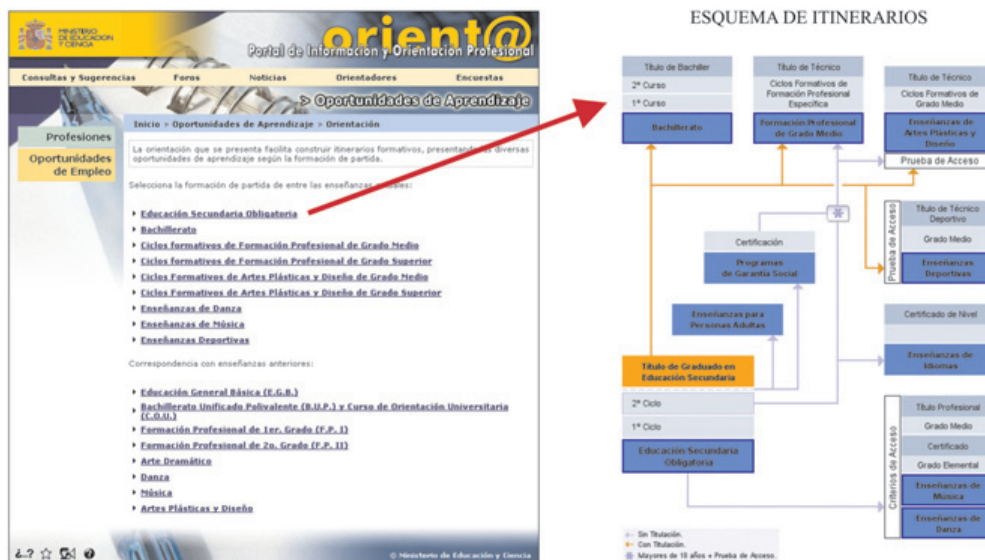 MINISTERIO
DE EDUCACION
Y CIENCIA
orient@
Portal de Información y Orientación Profesional
Consultas y Sugerencias
Foros
Noticias
Orientadores
Encuestas
> Oportunidades de Aprendizaje
Profesiones
Oportunidades
de Empleo
Inicio > Oportunidades de Aprendizaje > Orientación
La orientación que se presenta facilita construir itinerarios formativos, presentando las diversas
oportunidades de aprendizaje según la formación de partida.
Selecciona la formación de partida de entre las enseñanzas actuales:
Educación Secundaria Obligatoria
Bachillerato
Ciclos formativos de Formación Profesional de Grado Medio
Ciclos formativos de Formación Profesional de Grado Superior
Ciclos Formativos de Artes Plásticas y Diseño de Grado Medio
Ciclos Formativos de Artes Plásticas y Diseño de Grado Superior
Enseñanzas de Danza
Enseñanzas de Música
Enseñanzas Deportivas
Correspondencia con enseñanzas anteriores:
Educación General Básica (E.G.B.)
Bachillerato Unificado Polivalente (B.U.P.) y Curso de Orientación Universitaria
(C.O.U.)
Formación Profesional de 1er. Grado (F.P. I)
Formación Profesional de 2o. Grado (F.P. II)
Arte Dramático
Danza
Música
Artes Plásticas y Diseño
© Ministerio de Educación y Ciencia
ESQUEMA DE ITINERARIOS
Título de Bachiller
2º Curso
1º Curso
Bachillerato
Título de Técnico
Ciclos Formativos de
Formación Profesional
Específica
Formación Profesional
de Grado Medio
Título de Técnico
Ciclos Formativos de
Grado Medio
Enseñanzas de
Artes Plásticas y
Diseño
Prueba de Acceso
Prueba de Acceso
Título de Técnico
Deportivo
Grado Medio
Enseñanzas
Deportivas
Certificación
Programas
de Garantía Social
Enseñanzas para
Personas Adultas
Certificado de Nivel
Enseñanzas de
Idiomas
Título de Graduado en
Educación Secundaria
2º Ciclo
1º Ciclo
Educación Secundaria
Obligatoria
Criterios de Acceso
Título Profesional
Grado Medio
Certificado
Grado Elemental
Enseñanzas de
Música
Enseñanzas de
Danza
Sin Titulación.
Con Titulación.
Mayores de 18 años + Prueba de Acceso.